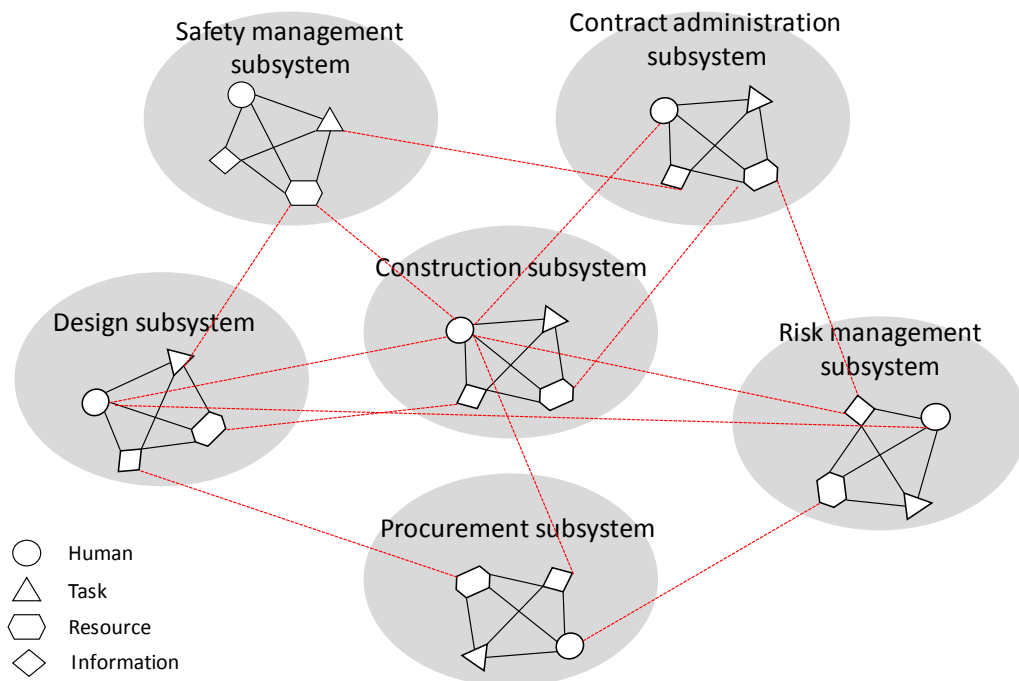 Safety management
subsystem
Contract administration
subsystem
Construction subsystem
Design subsystem
Risk management
subsystem
Procurement subsystem
Human
Task
Resource
Information